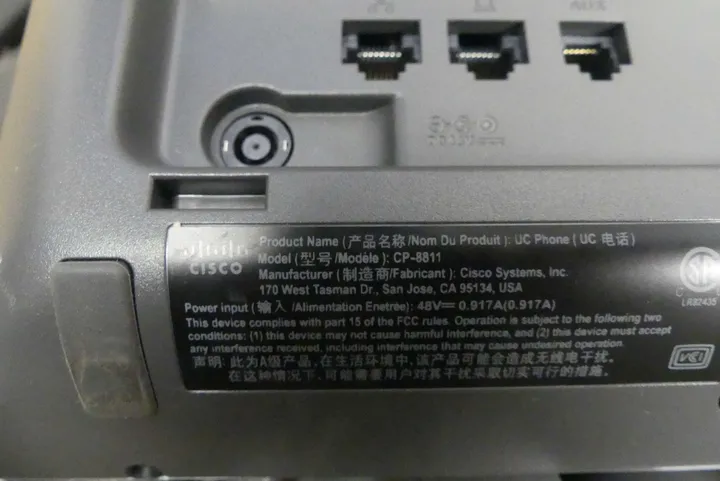 AUX
DC48V
Product Name (产品名称/Nom Du Produit): UC Phone (UC 电话)
CISCO
Model (型号/Modèle): CP-8811
Manufacturer (制造商/Fabricant): Cisco Systems, Inc.
170 West Tasman Dr., San Jose, CA 95134, USA
Power input (输入 /Alimentation Enetrée): 48V⎓ 0.917A(0.917A)
This device complies with part 15 of the FCC rules. Operation is subject to the following two
conditions: (1) this device may not cause harmful interference, and (2) this device must accept
any interference received, including interference that may cause undesired operation.
声明: 此为A级产品, 在生活环境中, 该产品可能会造成无线电干扰。
在这种情况下, 可能需要用户对其干扰采取切实可行的措施。
C
LR82435
VCI